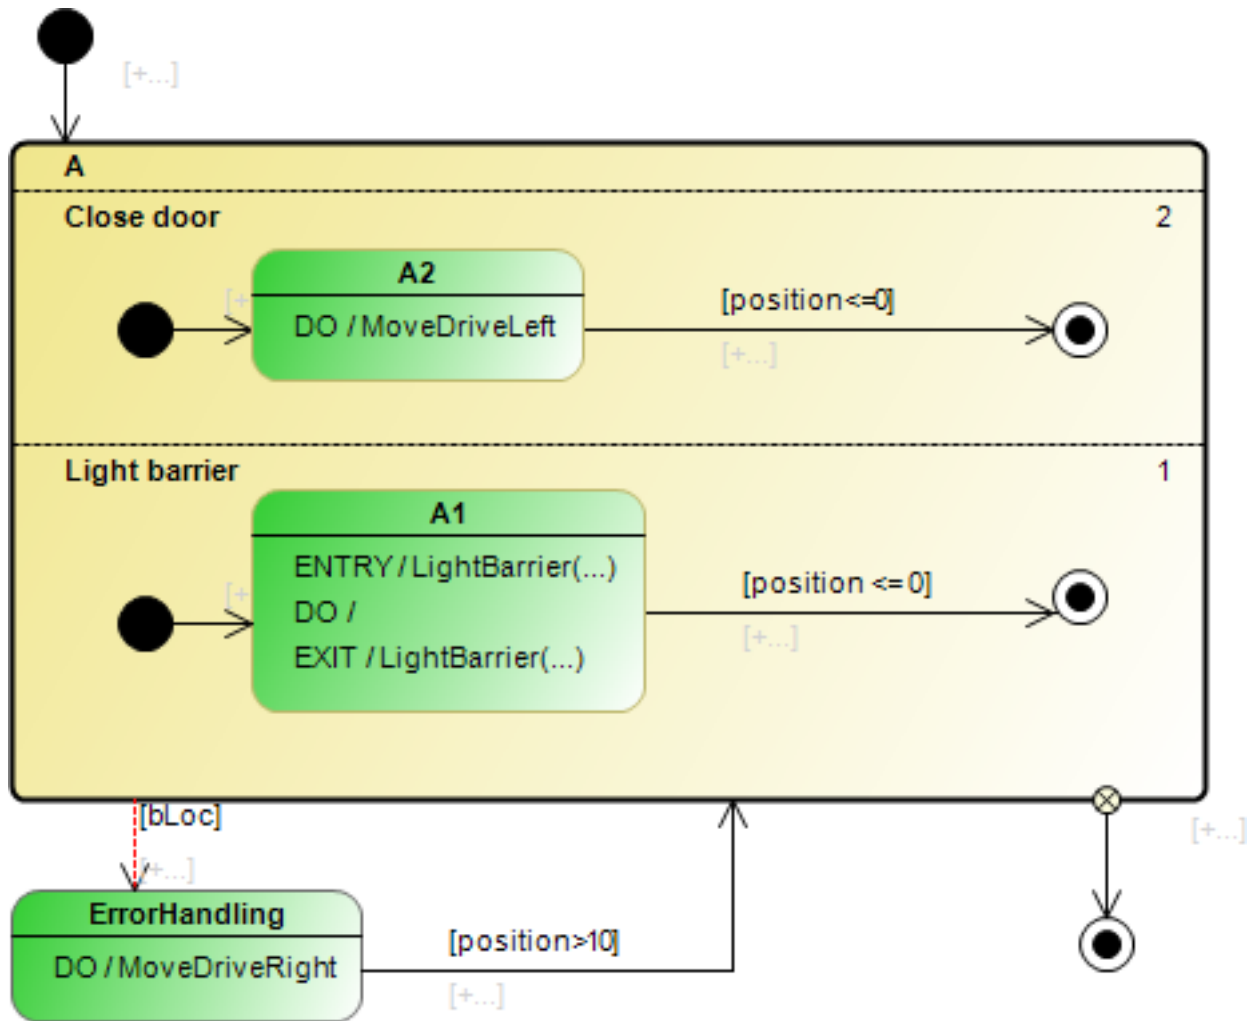 [+...]
A
Close door
2
A2
[+
DO / MoveDriveLeft
[position<=0]
[+...]
Light barrier
1
A1
ENTRY / LightBarrier(...)
[+
DO /
EXIT / LightBarrier(...)
[position <= 0]
[+...]
[bLoc]
[+...]
[+...]
ErrorHandling
DO / MoveDriveRight
[position>10]
[+...]